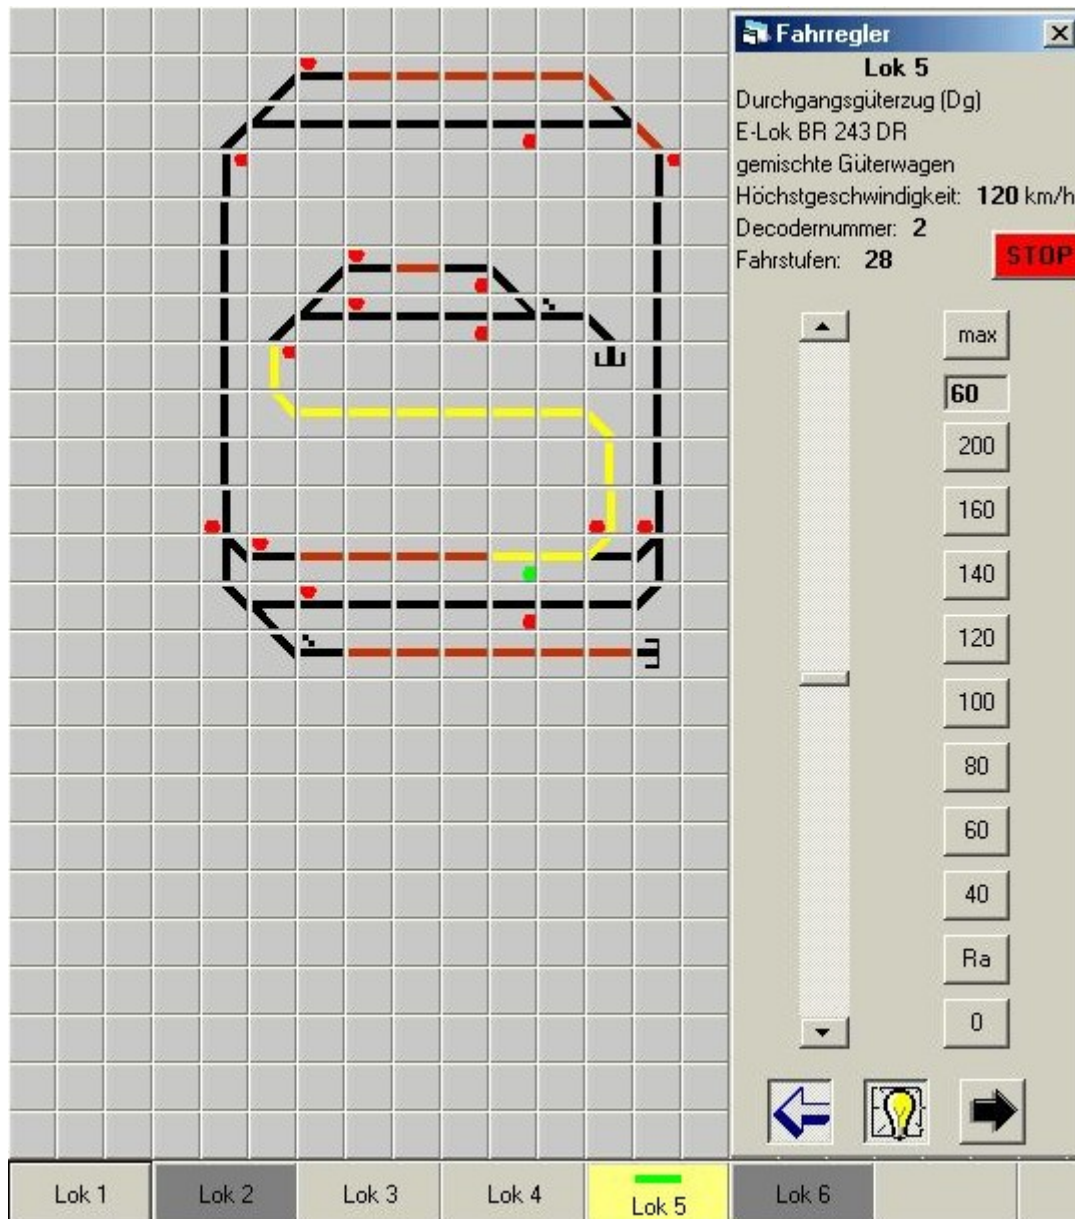 Fahrregler
Lok 5
Durchgangsgüterzug (Dg)
E-Lok BR 243 DR
gemischte Güterwagen
Höchstgeschwindigkeit: 120 km/h
Decodernummer: 2
Fahrstufen: 28
STOP
max
60
200
160
140
120
100
80
60
40
Ra
0
Lok 1
Lok 2
Lok 3
Lok 4
Lok 5
Lok 6